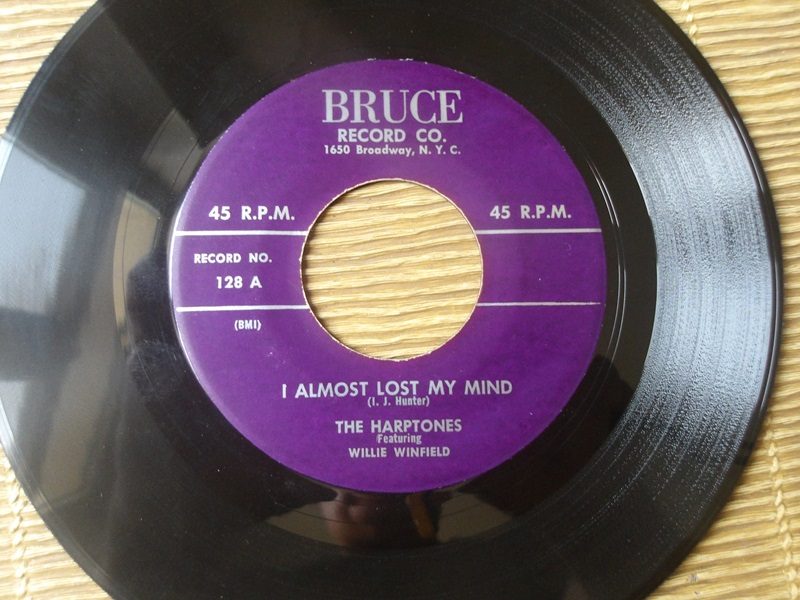 BRUCE
RECORD CO.
1650 Broadway, N. Y. C.
45 R.P.M.
45 R.P.M.
RECORD NO.
128 A
(BMI)
I ALMOST LOST MY MIND
(I. J. Hunter)
THE HARPTONES
Featuring
WILLIE WINFIELD